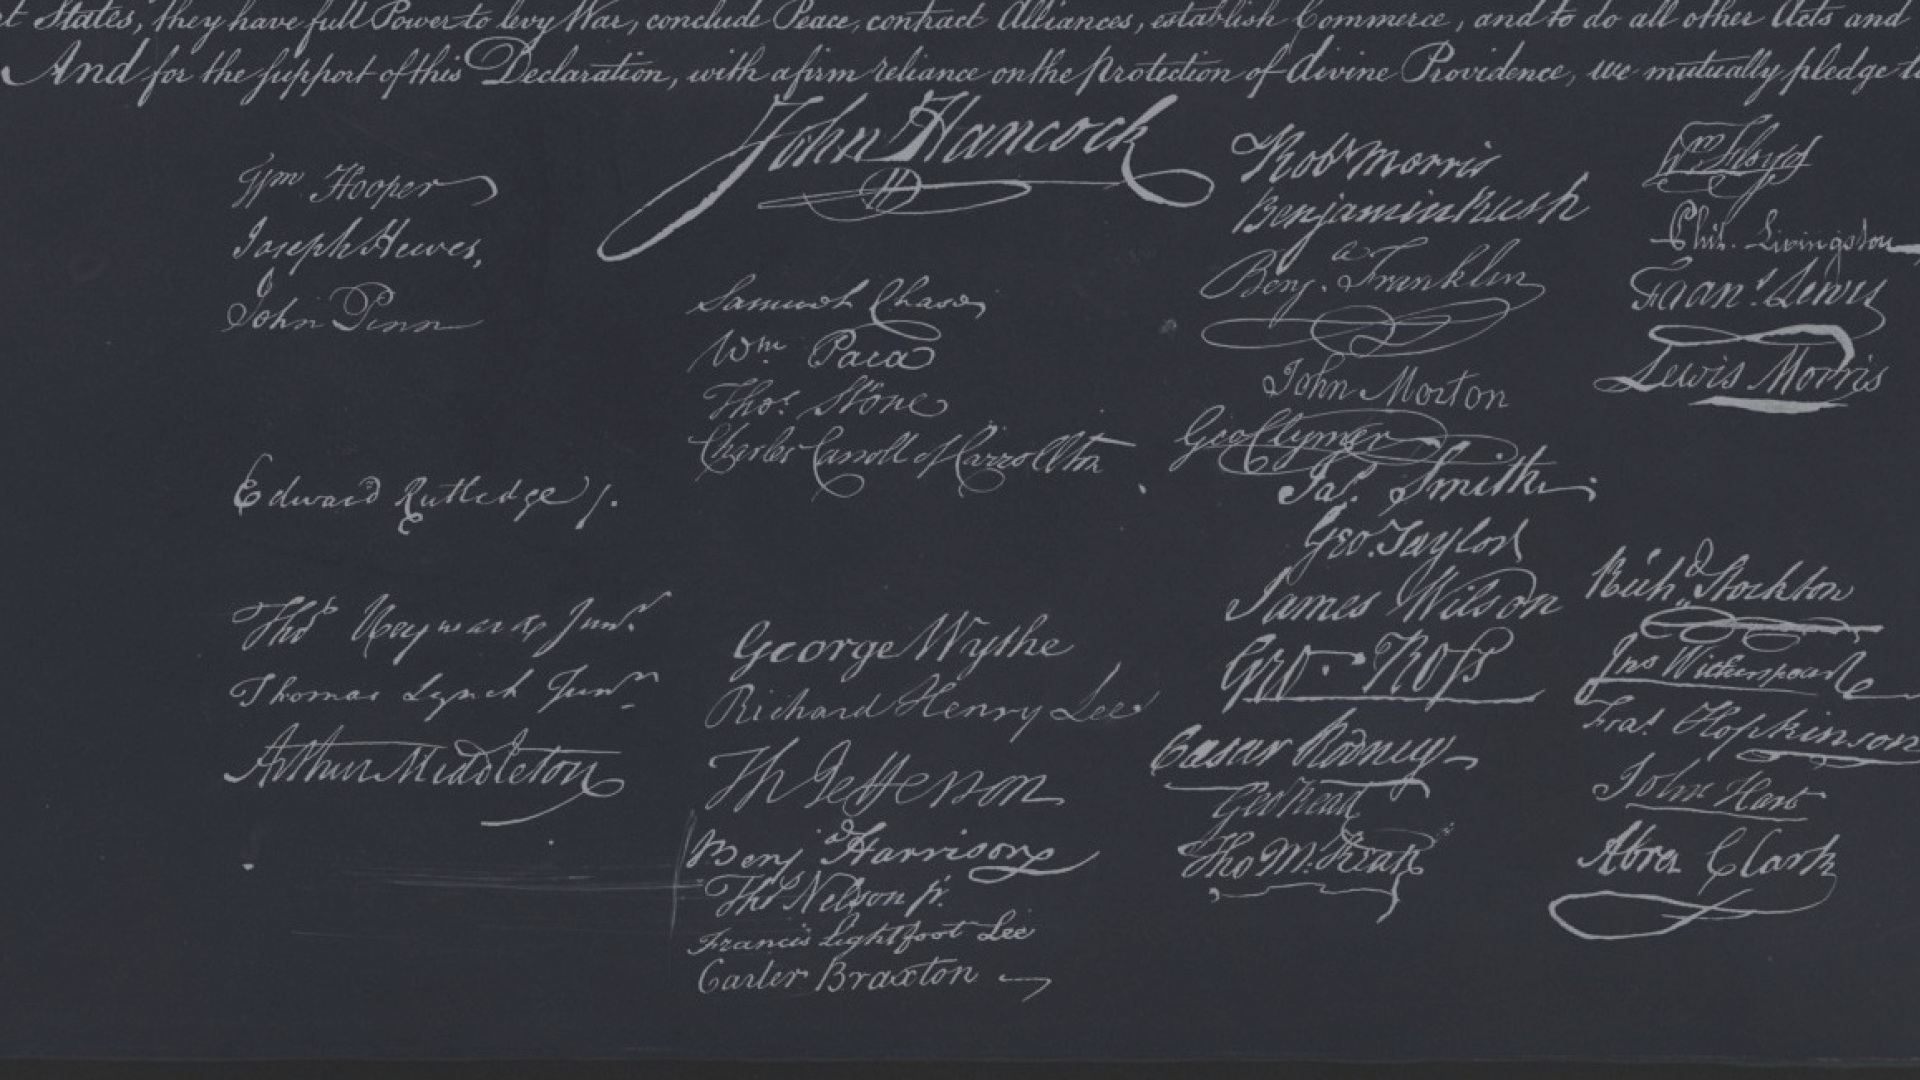 t States, they have full Power to levy War, conclude Peace, contract Alliances, establish Commerce, and to do all other Acts and
And for the support of this Declaration, with a firm reliance on the Protection of divine Providence, we mutually pledge to
John Hancock
Wm Hooper
Joseph Hewes,
John Penn
Edward Rutledge /.
Thos Heyward Junr.
Thomas Lynch Junr.
Arthur Middleton
Samuel Chase
Wm. Paca
Thos. Stone
Charles Carroll of Carrollton
George Wythe
Richard Henry Lee
Th Jefferson
Benj Harrison
Thos Nelson jr.
Francis Lightfoot Lee
Carter Braxton
Robt Morris
Benjamin Rush
Benja. Franklin
John Morton
Geo Clymer
Jas. Smith.
Geo. Taylor
James Wilson
Geo. Ross
Caesar Rodney
Geo Read
Tho M:Kean
Wm Floyd
Phil. Livingston
Frans. Lewis
Lewis Morris
Richd. Stockton
Jno Witherspoon
Fras. Hopkinson
John Hart
Abra Clark